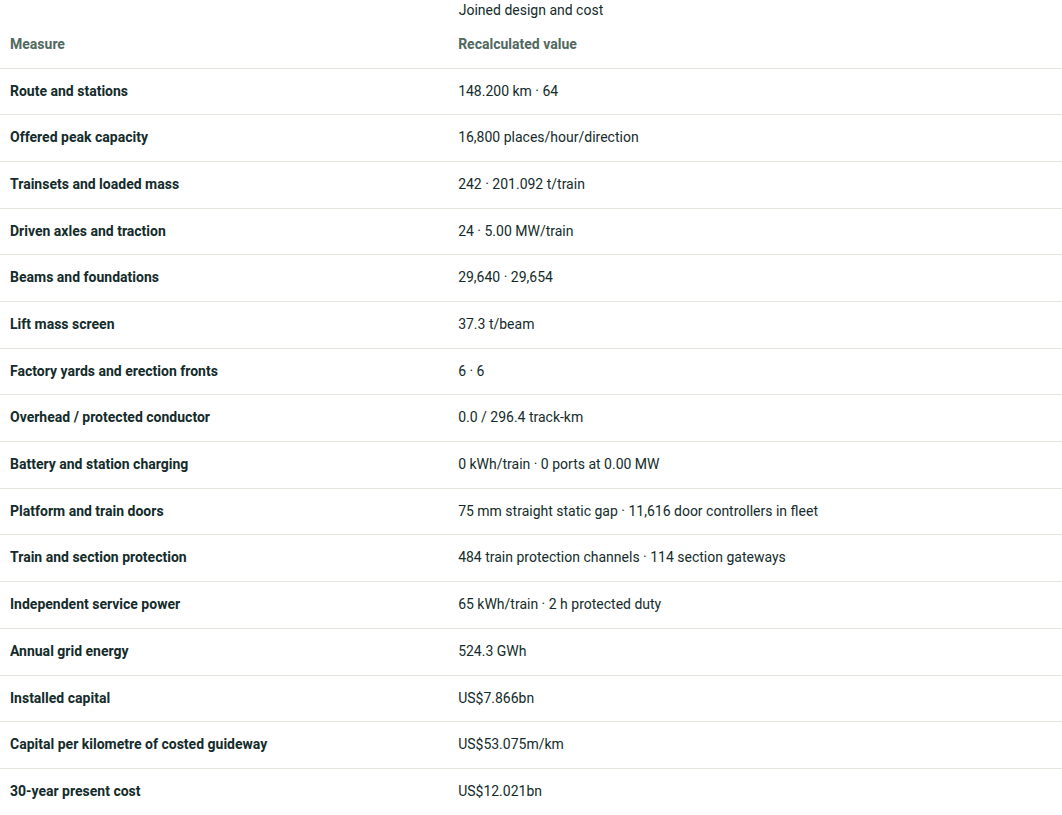 Joined design and cost
Measure Recalculated value
Route and stations 148.200 km · 64
Offered peak capacity 16,800 places/hour/direction
Trainsets and loaded mass 242 · 201.092 t/train
Driven axles and traction 24 · 5.00 MW/train
Beams and foundations 29,640 · 29,654
Lift mass screen 37.3 t/beam
Factory yards and erection fronts 6 · 6
Overhead / protected conductor 0.0 / 296.4 track-km
Battery and station charging 0 kWh/train · 0 ports at 0.00 MW
Platform and train doors 75 mm straight static gap · 11,616 door controllers in fleet
Train and section protection 484 train protection channels · 114 section gateways
Independent service power 65 kWh/train · 2 h protected duty
Annual grid energy 524.3 GWh
Installed capital US$7.866bn
Capital per kilometre of costed guideway US$53.075m/km
30-year present cost US$12.021bn